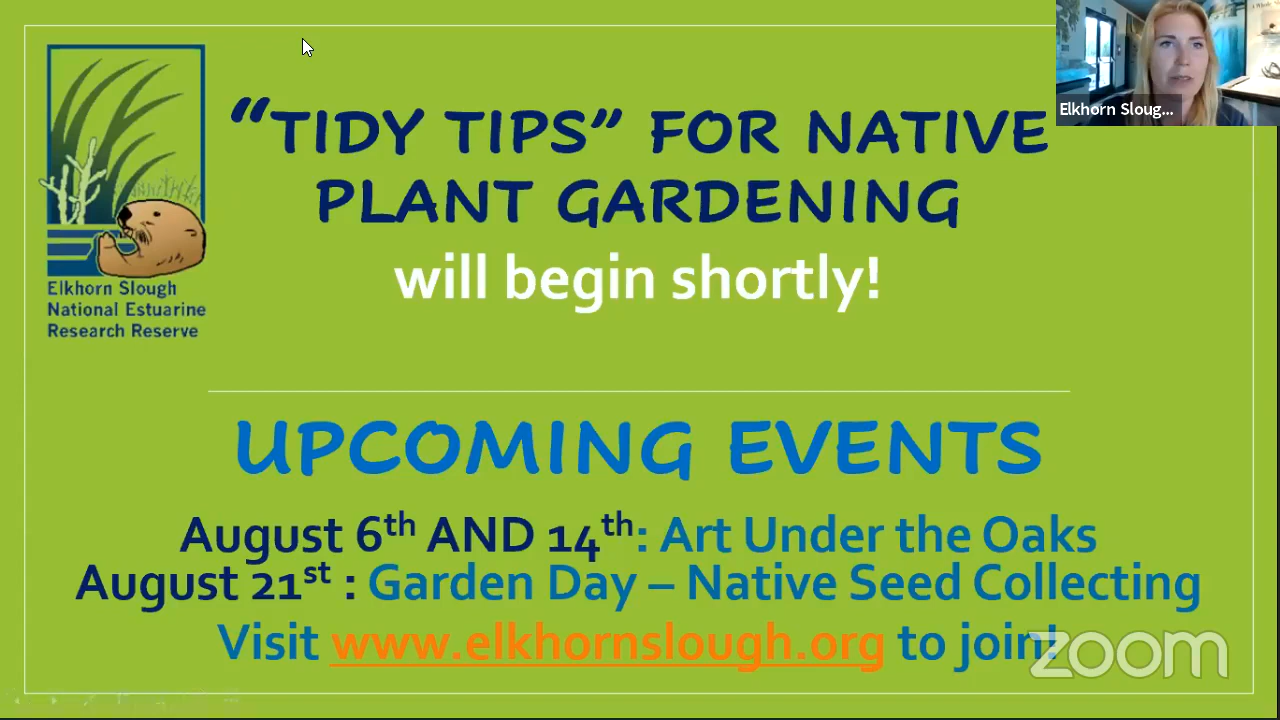 "TIDY TIPS" FOR NATIVE
PLANT GARDENING
will begin shortly!
Elkhorn Sloug...
Elkhorn Slough
National Estuarine
Research Reserve
UPCOMING EVENTS
August 6th AND 14th: Art Under the Oaks
August 21st : Garden Day – Native Seed Collecting
Visit www.elkhornslough.org to join!
zoom